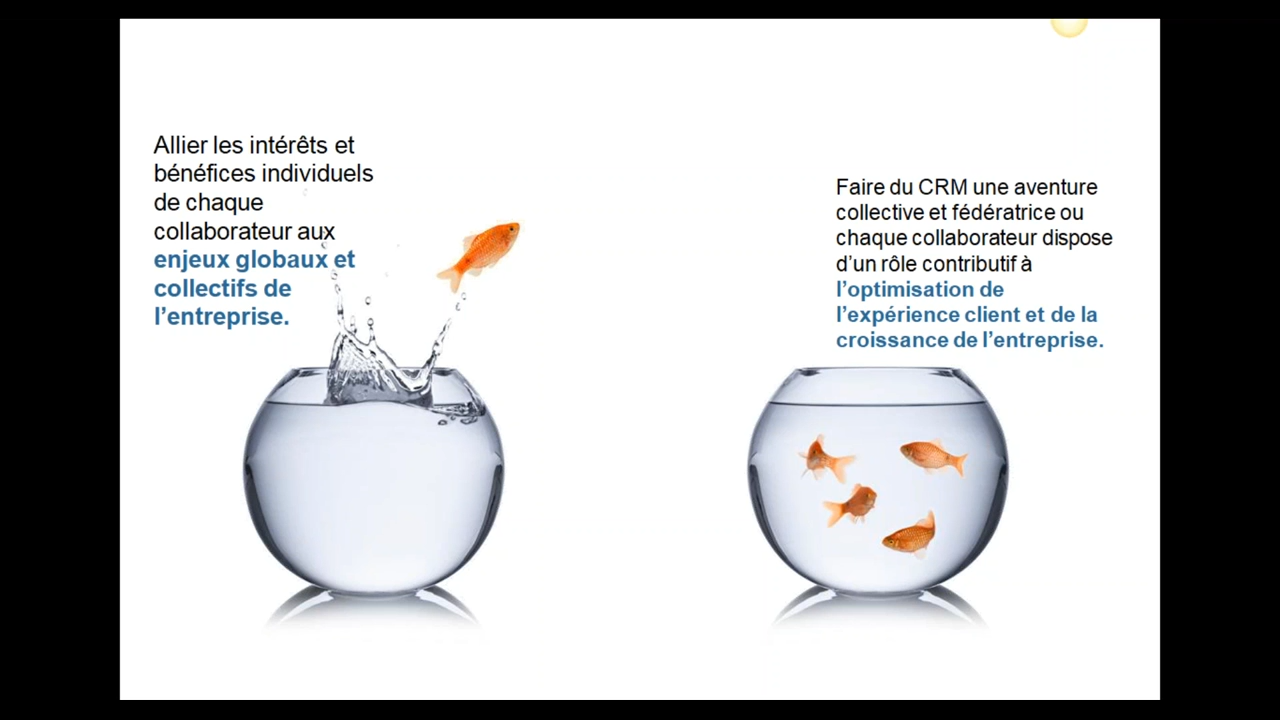 Allier les intérêts et
bénéfices individuels
de chaque
collaborateur aux
enjeux globaux et
collectifs de
l’entreprise.
Faire du CRM une aventure
collective et fédératrice ou
chaque collaborateur dispose
d’un rôle contributif à
l’optimisation de
l’expérience client et de la
croissance de l’entreprise.